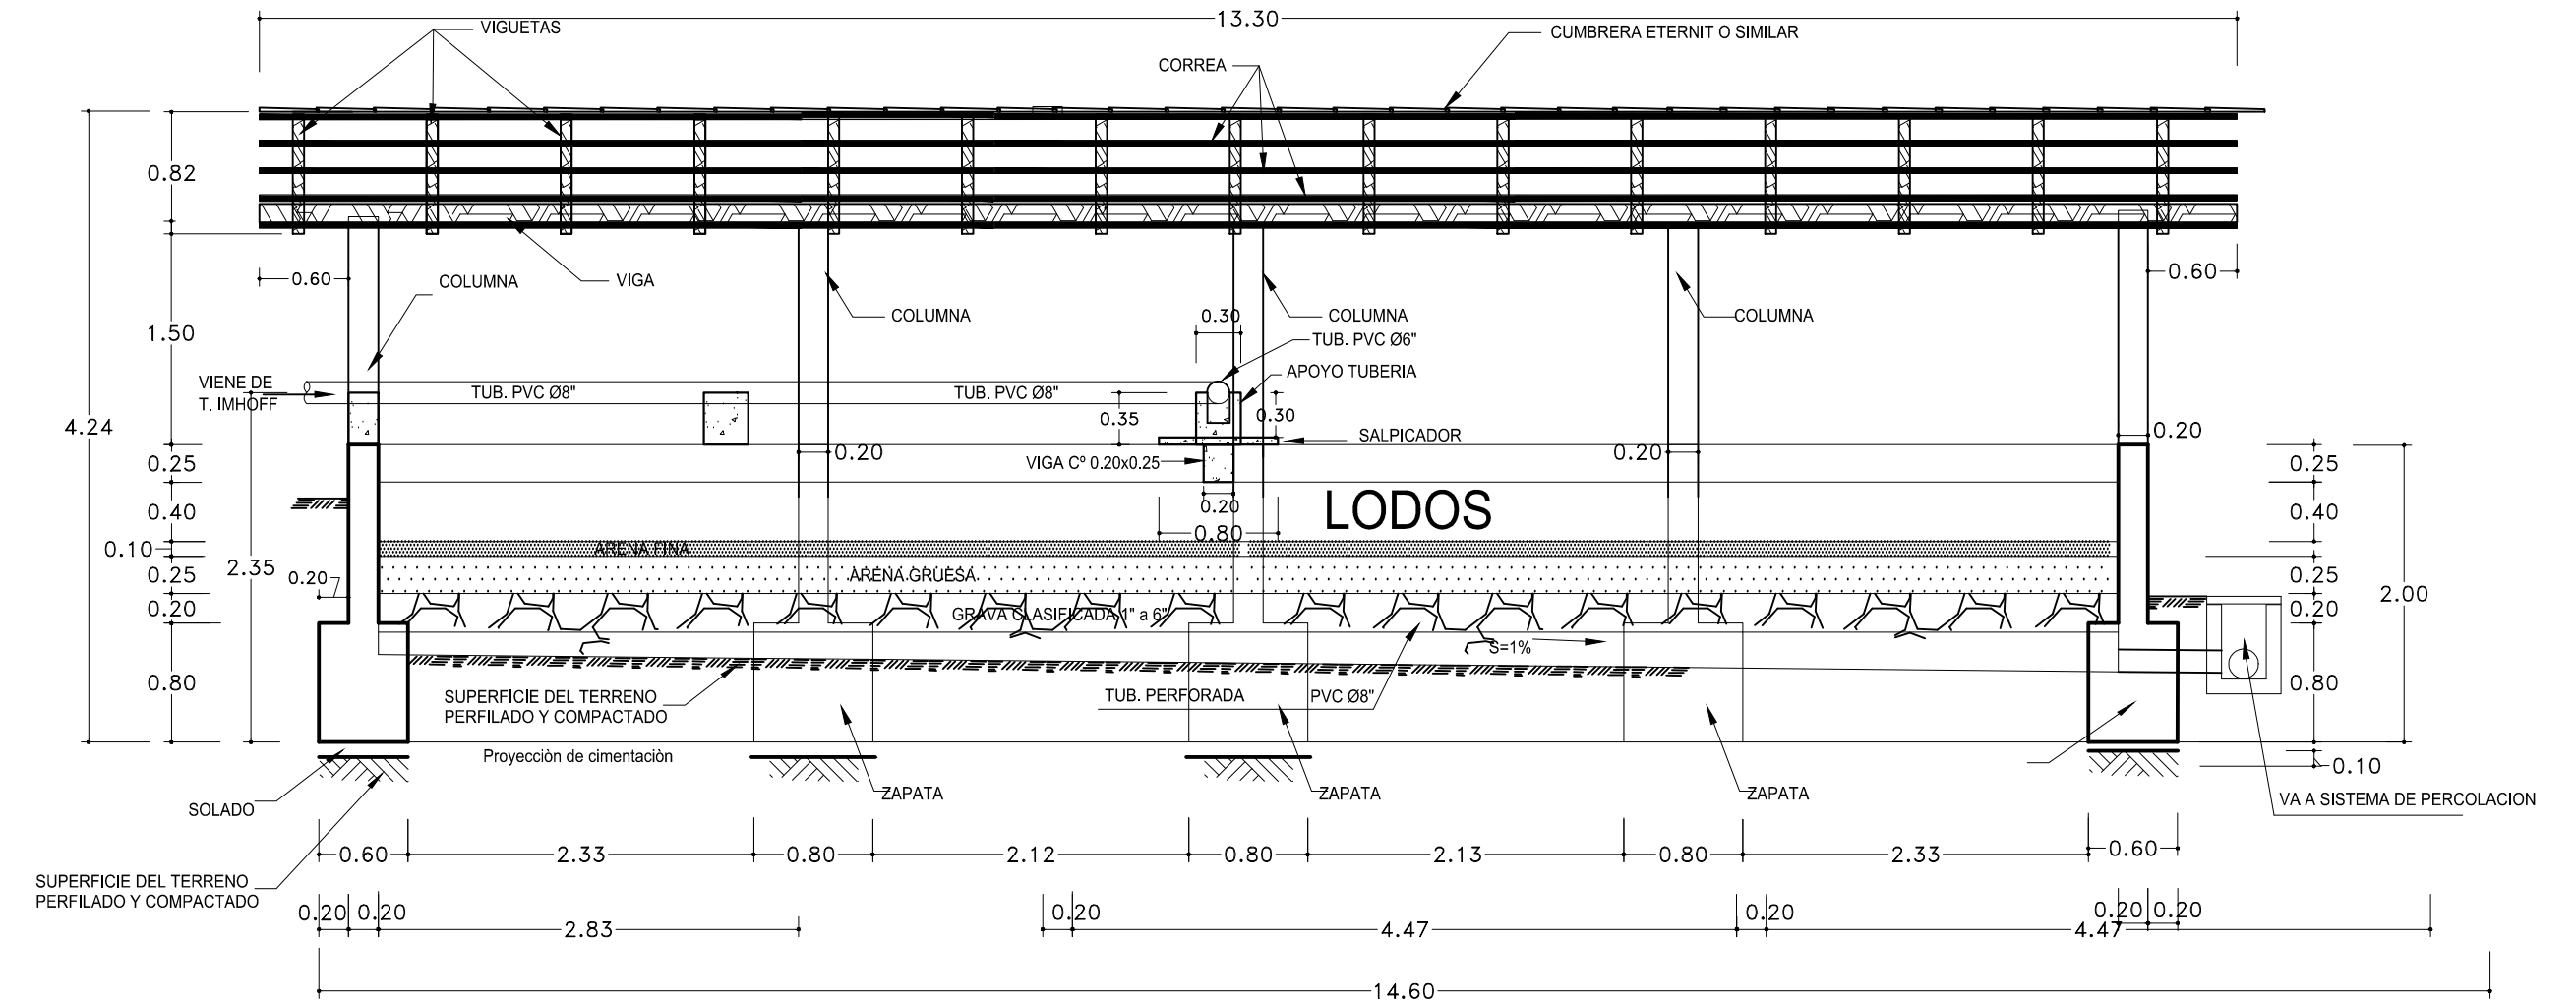 13.30
VIGUETAS
CUMBRERA ETERNIT O SIMILAR
CORREA
0.82
4.24
1.50
0.60
COLUMNA
VIGA
COLUMNA
0.30
COLUMNA
COLUMNA
0.60
TUB. PVC Ø6"
APOYO TUBERIA
VIENE DE
T. IMHOFF
TUB. PVC Ø8"
TUB. PVC Ø8"
0.35
0.30
SALPICADOR
0.20
0.20
VIGA Cº 0.20x0.25
0.20
0.25
0.25
0.40
0.20
0.80
LODOS
0.40
0.10
ARENA FINA
2.35
0.25
0.20
ARENA GRUESA
0.25
0.20
GRAVA CLASIFICADA 1" a 6"
0.20
2.00
S=1%
0.80
SUPERFICIE DEL TERRENO
PERFILADO Y COMPACTADO
TUB. PERFORADA
PVC Ø8"
0.80
Proyecciòn de cimentaciòn
0.10
SOLADO
ZAPATA
ZAPATA
ZAPATA
VA A SISTEMA DE PERCOLACION
0.60
2.33
0.80
2.12
0.80
2.13
0.80
2.33
0.60
SUPERFICIE DEL TERRENO
PERFILADO Y COMPACTADO
0.20
0.20
2.83
0.20
4.47
0.20
4.47
0.20
0.20
14.60